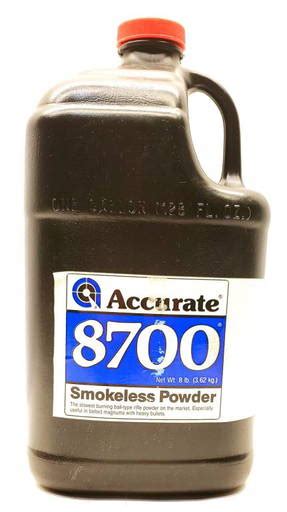 ONE GALLON (128 FL. OZ.)
Accurate®
8700®
Net Wt. 8 lb. (3.62 kg.)
Smokeless Powder
The slowest burning ball-type rifle powder on the market. Especially
useful in belted magnums with heavy bullets.